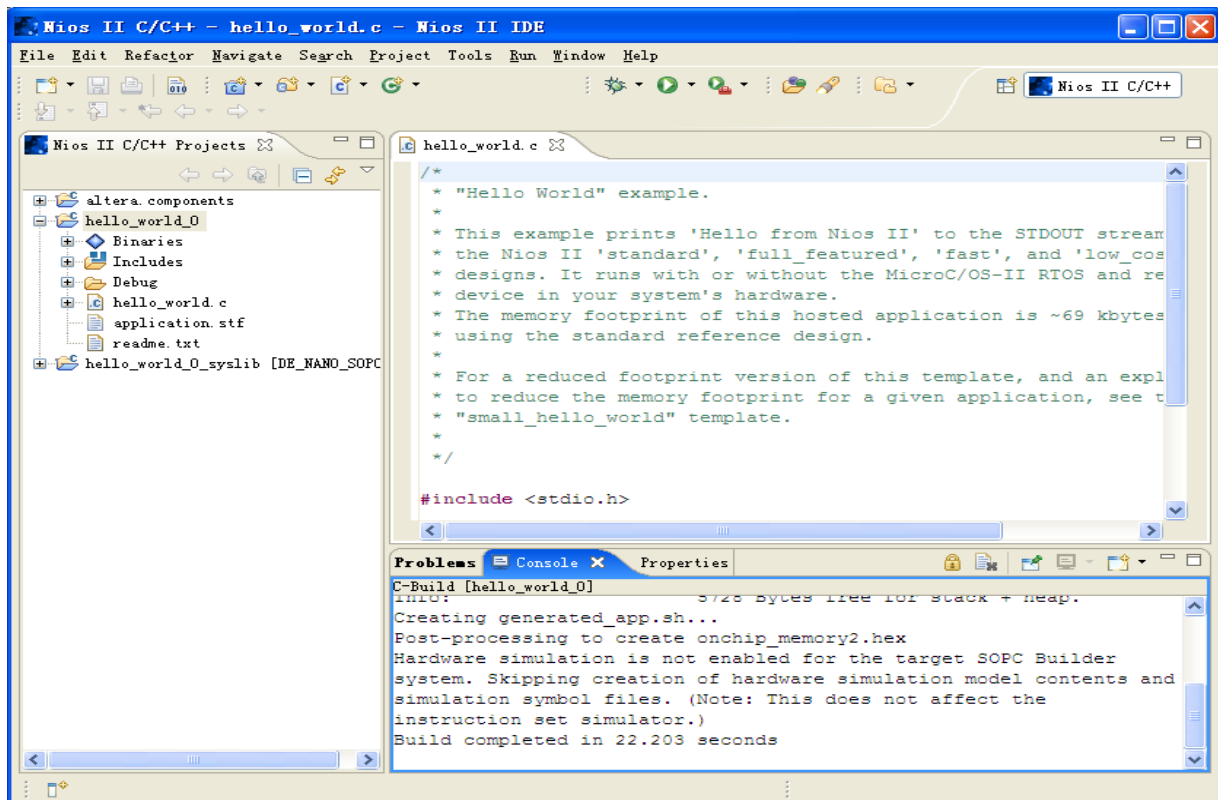 Nios II C/C++ - hello_world.c - Nios II IDE
File Edit Refactor Navigate Search Project Tools Run Window Help
Nios II C/C++
Nios II C/C++ Projects
altera.components
hello_world_0
Binaries
Includes
Debug
hello_world.c
application.stf
readme.txt
hello_world_0_syslib [DE_NANO_SOPC
hello_world.c
/*
* "Hello World" example.
*
* This example prints 'Hello from Nios II' to the STDOUT stream
* the Nios II 'standard', 'full_featured', 'fast', and 'low_cos
* designs. It runs with or without the MicroC/OS-II RTOS and re
* device in your system's hardware.
* The memory footprint of this hosted application is ~69 kbytes
* using the standard reference design.
*
* For a reduced footprint version of this template, and an expl
* to reduce the memory footprint for a given application, see t
* "small_hello_world" template.
*
*/
#include <stdio.h>
Problems Console Properties
C-Build [hello_world_0]
Info: 5728 Bytes free for stack + heap.
Creating generated_app.sh...
Post-processing to create onchip_memory2.hex
Hardware simulation is not enabled for the target SOPC Builder
system. Skipping creation of hardware simulation model contents and
simulation symbol files. (Note: This does not affect the
instruction set simulator.)
Build completed in 22.203 seconds